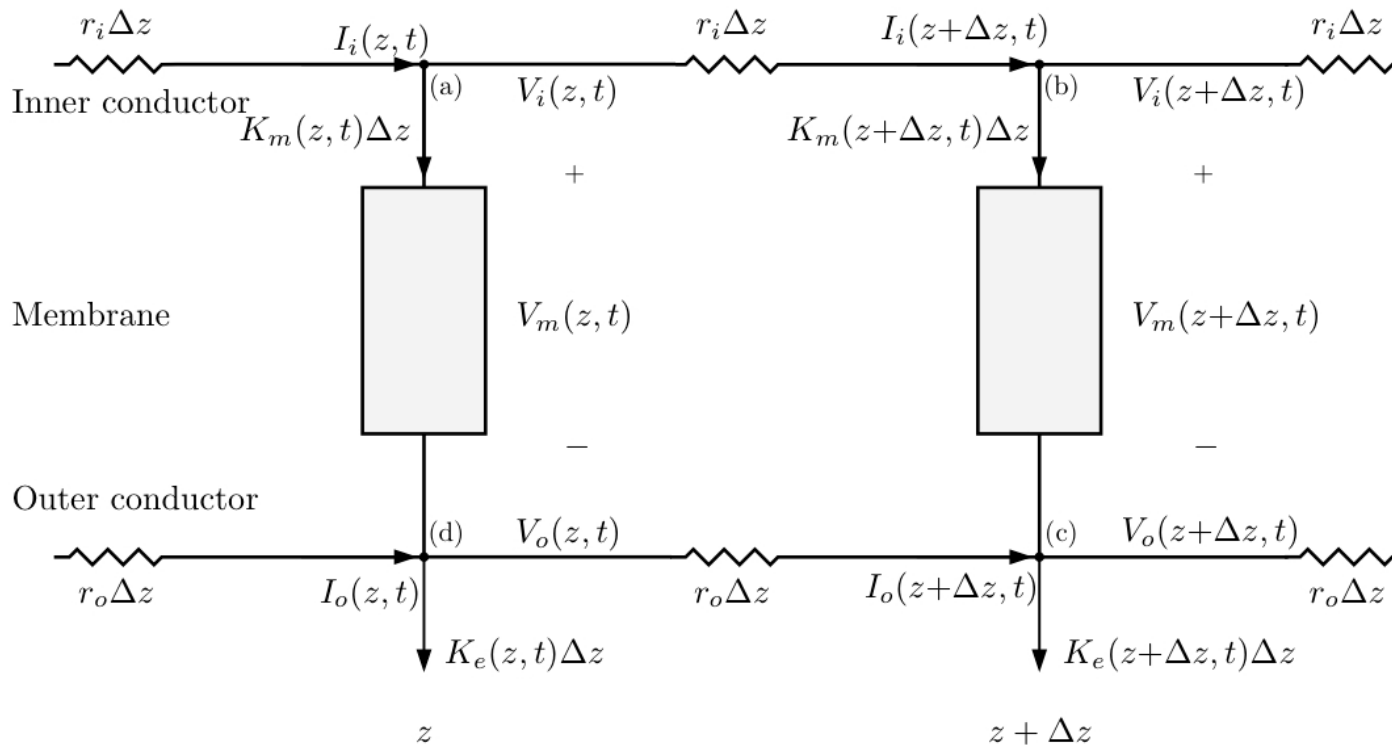 r_iΔz I_i(z,t) r_iΔz I_i(z+Δz,t) r_iΔz
Inner conductor (a) V_i(z,t) (b) V_i(z+Δz,t)
K_m(z,t)Δz K_m(z+Δz,t)Δz
+ +
Membrane V_m(z,t) V_m(z+Δz,t)
− −
Outer conductor (d) V_o(z,t) (c) V_o(z+Δz,t)
r_oΔz I_o(z,t) r_oΔz I_o(z+Δz,t) r_oΔz
K_e(z,t)Δz K_e(z+Δz,t)Δz
z z + Δz